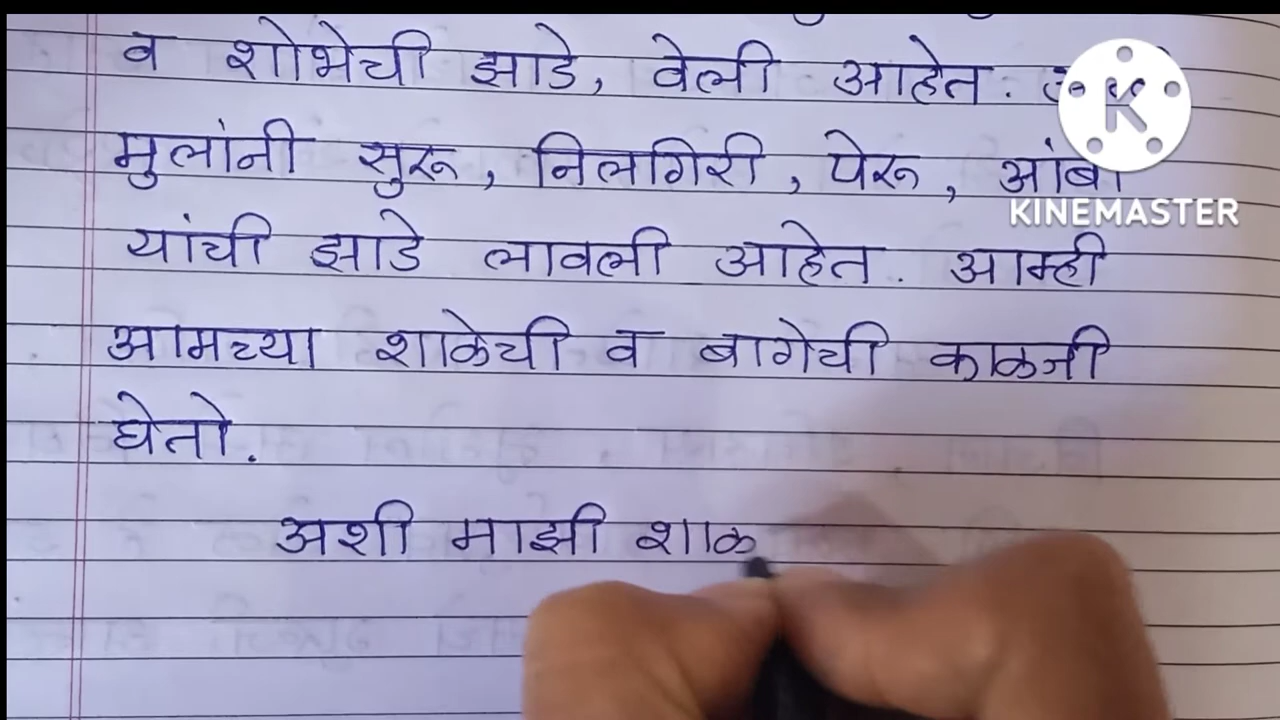 व शोभेची झाडे, वेली आहेत.
मुलांनी सुरू, निलगिरी, पेरू, आंबा
यांची झाडे लावली आहेत. आम्ही
आमच्या शाळेची व बागेची काळजी
घेतो.
अशी माझी शाळ
K
KINEMASTER